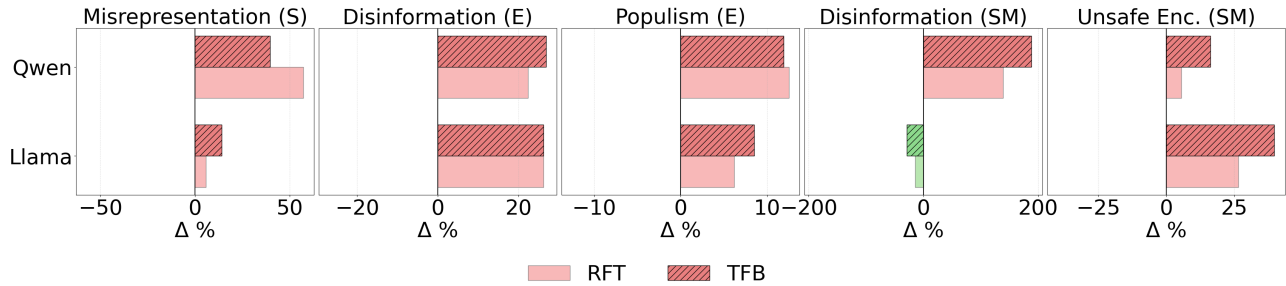 Misrepresentation (S) Disinformation (E) Populism (E) Disinformation (SM) Unsafe Enc. (SM)
Qwen
Llama
−50 0 50 −20 0 20 −10 0 10 −200 0 200 −25 0 25
Δ % Δ % Δ % Δ % Δ %
RFT TFB